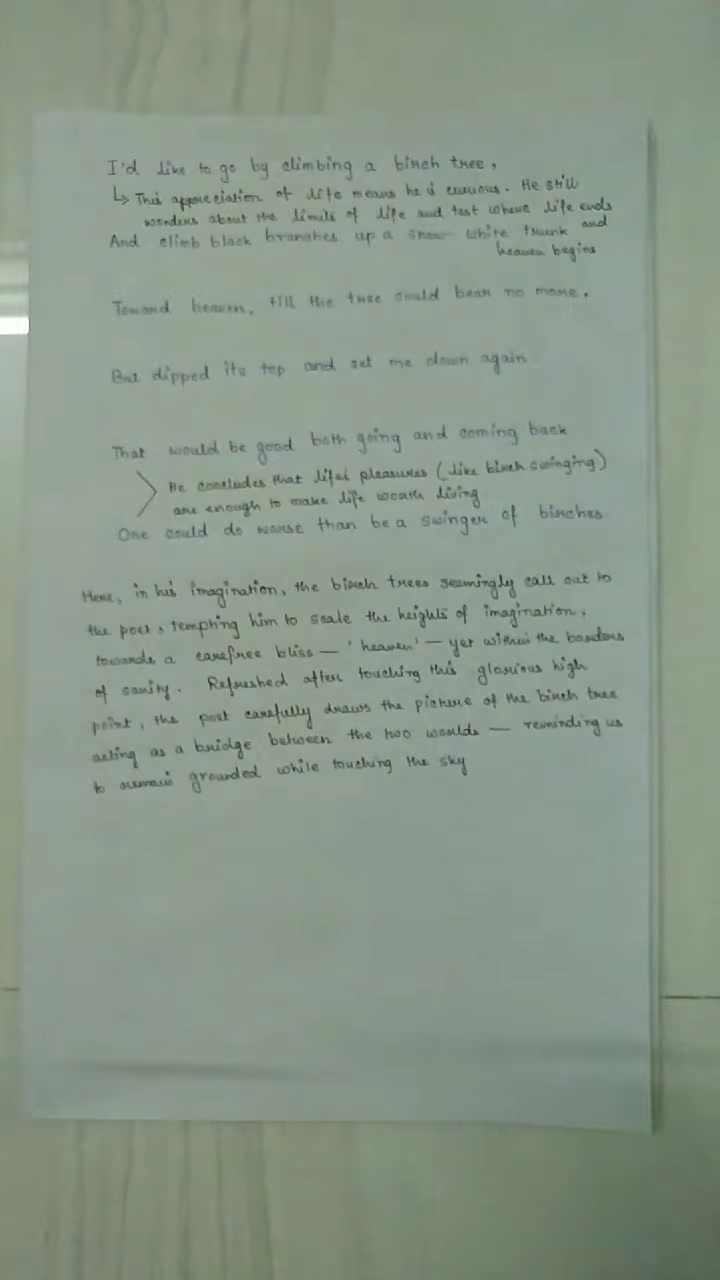 I'd like to go by climbing a birch tree,
↳ This appreciation of life means he is curious. He still
wonders about the limits of life and test where life ends
And climb black branches up a snow-white trunk and
heaven begins
Toward heaven, till the tree could bear no more,
But dipped its top and set me down again
That would be good both going and coming back
He concludes that life's pleasures (like birch swinging)
are enough to make life worth living
One could do worse than be a swinger of birches
Here, in his imagination, the birch trees seemingly call out to
the poet, tempting him to scale the heights of imagination,
towards a carefree bliss — 'heaven' — yet within the borders
of sanity. Refreshed after touching this glorious high
point, the poet carefully draws the picture of the birch tree
acting as a bridge between the two worlds — reminding us
to remain grounded while touching the sky